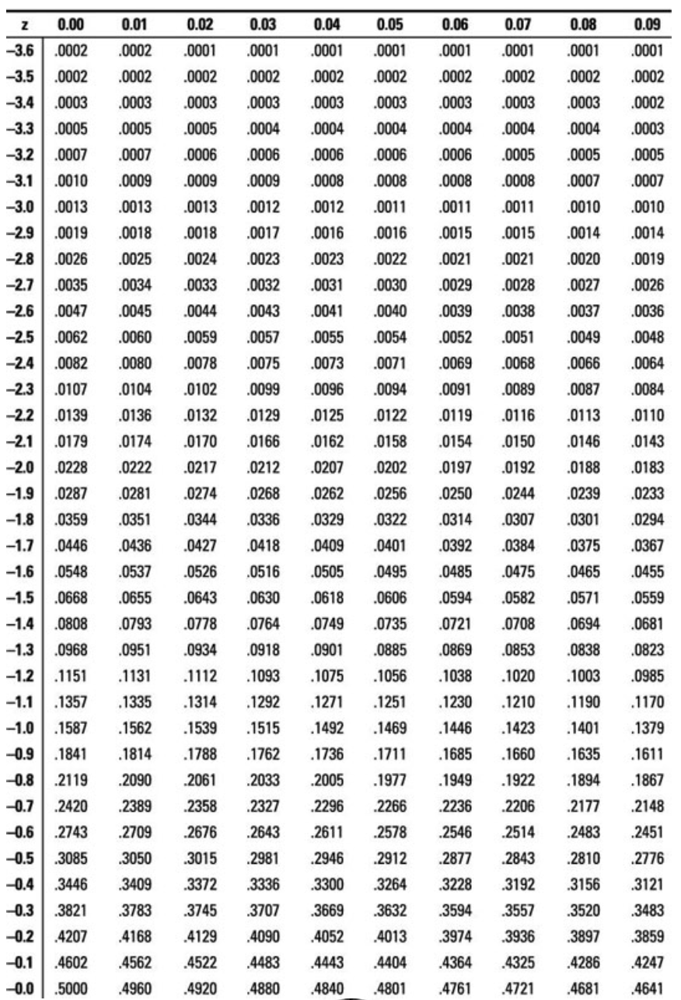 z 0.00 0.01 0.02 0.03 0.04 0.05 0.06 0.07 0.08 0.09
–3.6 .0002 .0002 .0001 .0001 .0001 .0001 .0001 .0001 .0001 .0001
–3.5 .0002 .0002 .0002 .0002 .0002 .0002 .0002 .0002 .0002 .0002
–3.4 .0003 .0003 .0003 .0003 .0003 .0003 .0003 .0003 .0003 .0002
–3.3 .0005 .0005 .0005 .0004 .0004 .0004 .0004 .0004 .0004 .0003
–3.2 .0007 .0007 .0006 .0006 .0006 .0006 .0006 .0005 .0005 .0005
–3.1 .0010 .0009 .0009 .0009 .0008 .0008 .0008 .0008 .0007 .0007
–3.0 .0013 .0013 .0013 .0012 .0012 .0011 .0011 .0011 .0010 .0010
–2.9 .0019 .0018 .0018 .0017 .0016 .0016 .0015 .0015 .0014 .0014
–2.8 .0026 .0025 .0024 .0023 .0023 .0022 .0021 .0021 .0020 .0019
–2.7 .0035 .0034 .0033 .0032 .0031 .0030 .0029 .0028 .0027 .0026
–2.6 .0047 .0045 .0044 .0043 .0041 .0040 .0039 .0038 .0037 .0036
–2.5 .0062 .0060 .0059 .0057 .0055 .0054 .0052 .0051 .0049 .0048
–2.4 .0082 .0080 .0078 .0075 .0073 .0071 .0069 .0068 .0066 .0064
–2.3 .0107 .0104 .0102 .0099 .0096 .0094 .0091 .0089 .0087 .0084
–2.2 .0139 .0136 .0132 .0129 .0125 .0122 .0119 .0116 .0113 .0110
–2.1 .0179 .0174 .0170 .0166 .0162 .0158 .0154 .0150 .0146 .0143
–2.0 .0228 .0222 .0217 .0212 .0207 .0202 .0197 .0192 .0188 .0183
–1.9 .0287 .0281 .0274 .0268 .0262 .0256 .0250 .0244 .0239 .0233
–1.8 .0359 .0351 .0344 .0336 .0329 .0322 .0314 .0307 .0301 .0294
–1.7 .0446 .0436 .0427 .0418 .0409 .0401 .0392 .0384 .0375 .0367
–1.6 .0548 .0537 .0526 .0516 .0505 .0495 .0485 .0475 .0465 .0455
–1.5 .0668 .0655 .0643 .0630 .0618 .0606 .0594 .0582 .0571 .0559
–1.4 .0808 .0793 .0778 .0764 .0749 .0735 .0721 .0708 .0694 .0681
–1.3 .0968 .0951 .0934 .0918 .0901 .0885 .0869 .0853 .0838 .0823
–1.2 .1151 .1131 .1112 .1093 .1075 .1056 .1038 .1020 .1003 .0985
–1.1 .1357 .1335 .1314 .1292 .1271 .1251 .1230 .1210 .1190 .1170
–1.0 .1587 .1562 .1539 .1515 .1492 .1469 .1446 .1423 .1401 .1379
–0.9 .1841 .1814 .1788 .1762 .1736 .1711 .1685 .1660 .1635 .1611
–0.8 .2119 .2090 .2061 .2033 .2005 .1977 .1949 .1922 .1894 .1867
–0.7 .2420 .2389 .2358 .2327 .2296 .2266 .2236 .2206 .2177 .2148
–0.6 .2743 .2709 .2676 .2643 .2611 .2578 .2546 .2514 .2483 .2451
–0.5 .3085 .3050 .3015 .2981 .2946 .2912 .2877 .2843 .2810 .2776
–0.4 .3446 .3409 .3372 .3336 .3300 .3264 .3228 .3192 .3156 .3121
–0.3 .3821 .3783 .3745 .3707 .3669 .3632 .3594 .3557 .3520 .3483
–0.2 .4207 .4168 .4129 .4090 .4052 .4013 .3974 .3936 .3897 .3859
–0.1 .4602 .4562 .4522 .4483 .4443 .4404 .4364 .4325 .4286 .4247
–0.0 .5000 .4960 .4920 .4880 .4840 .4801 .4761 .4721 .4681 .4641